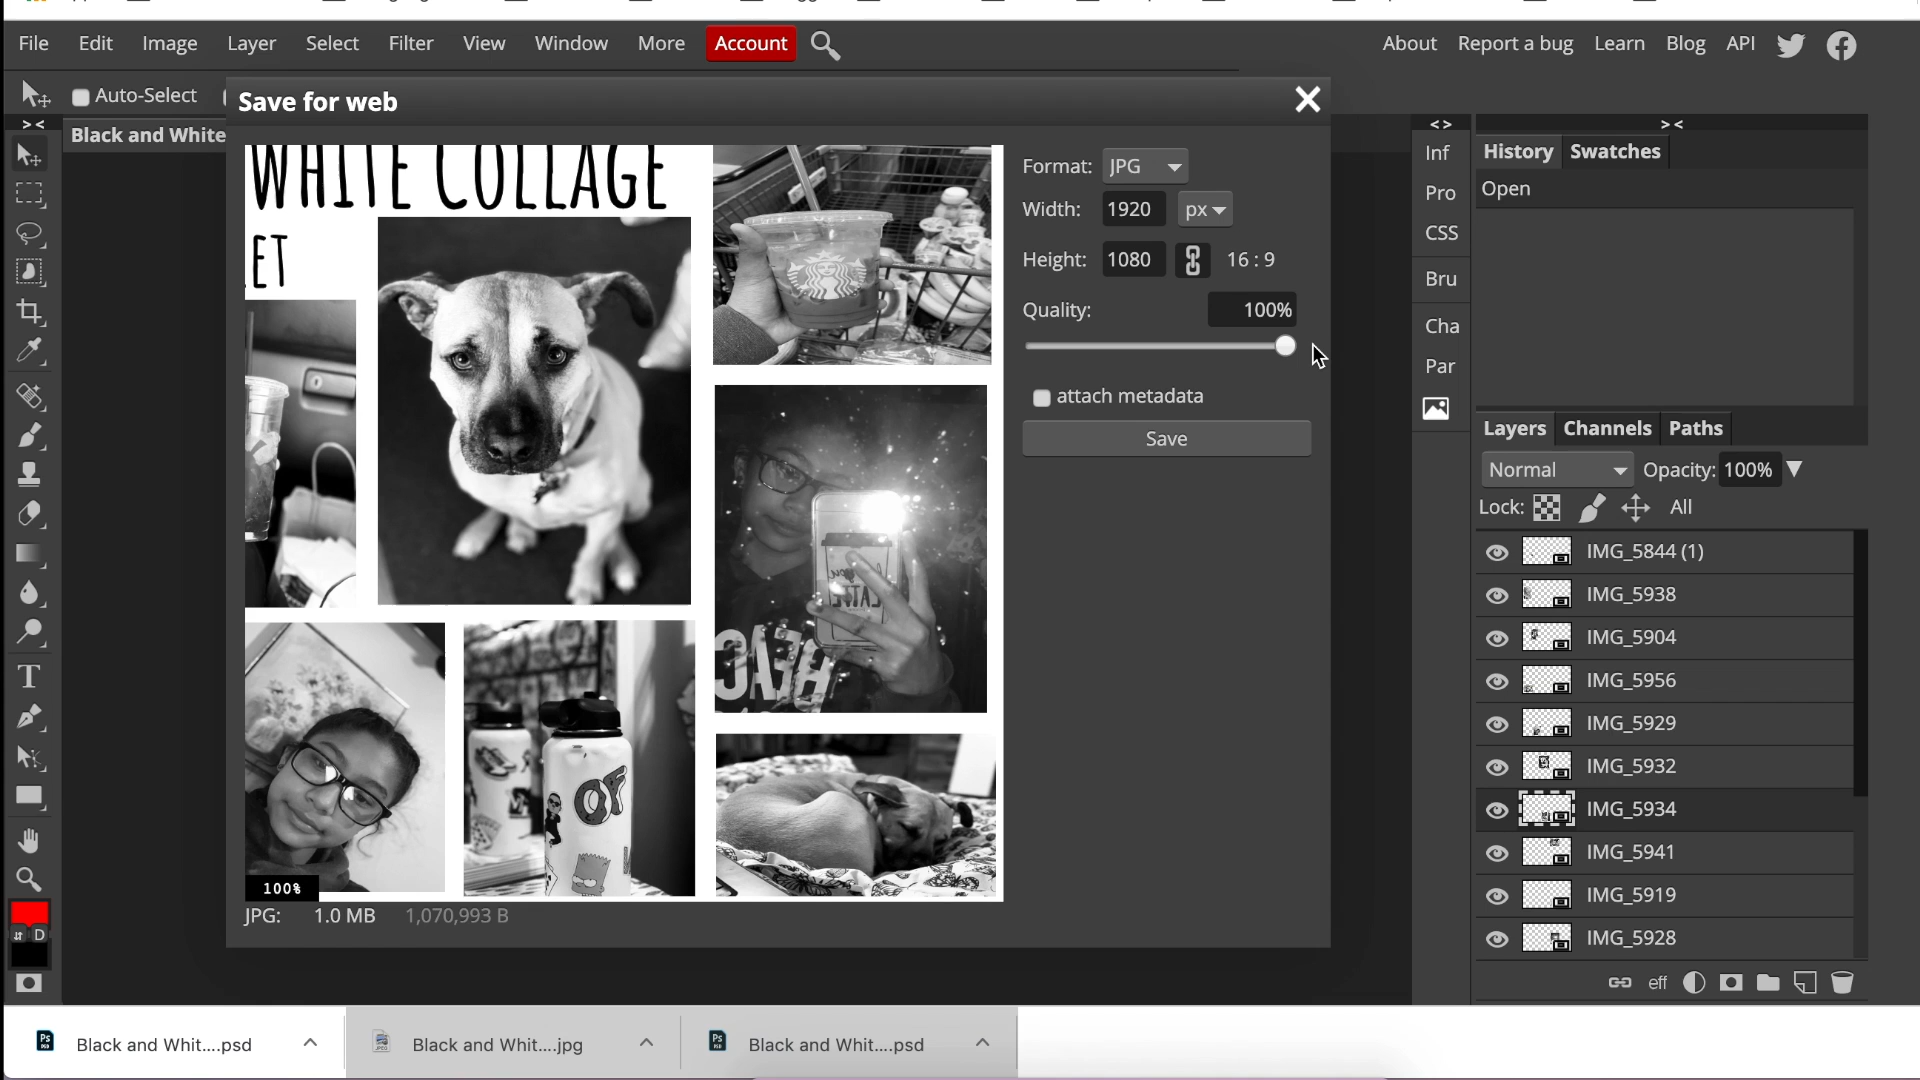 File Edit Image Layer Select Filter View Window More Account About Report a bug Learn Blog API
Auto-Select
> <
Black and White
Save for web
WHITE COLLAGE
ET
Format: JPG
Width: 1920 px
Height: 1080 16 : 9
Quality: 100%
attach metadata
Save
100%
JPG: 1.0 MB 1,070,993 B
< >
Inf
Pro
CSS
Bru
Cha
Par
> <
History Swatches
Open
Layers Channels Paths
Normal Opacity: 100%
Lock: All
IMG_5844 (1)
IMG_5938
IMG_5904
IMG_5956
IMG_5929
IMG_5932
IMG_5934
IMG_5941
IMG_5919
IMG_5928
eff
D
Black and Whit....psd
Black and Whit....jpg
Black and Whit....psd